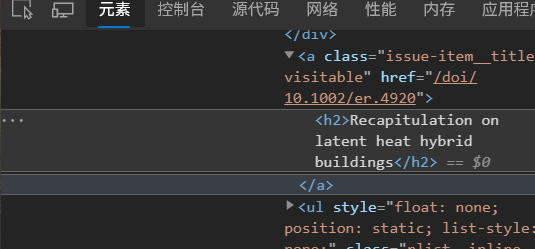 元素 控制台 源代码 网络 性能 内存 应用程序
</div>
▼<a class="issue-item__title
visitable" href="/doi/
10.1002/er.4920">
... <h2>Recapitulation on
latent heat hybrid
buildings</h2> == $0
</a>
▶<ul style="float: none;
position: static; list-style:
none;" class="rlist--inline